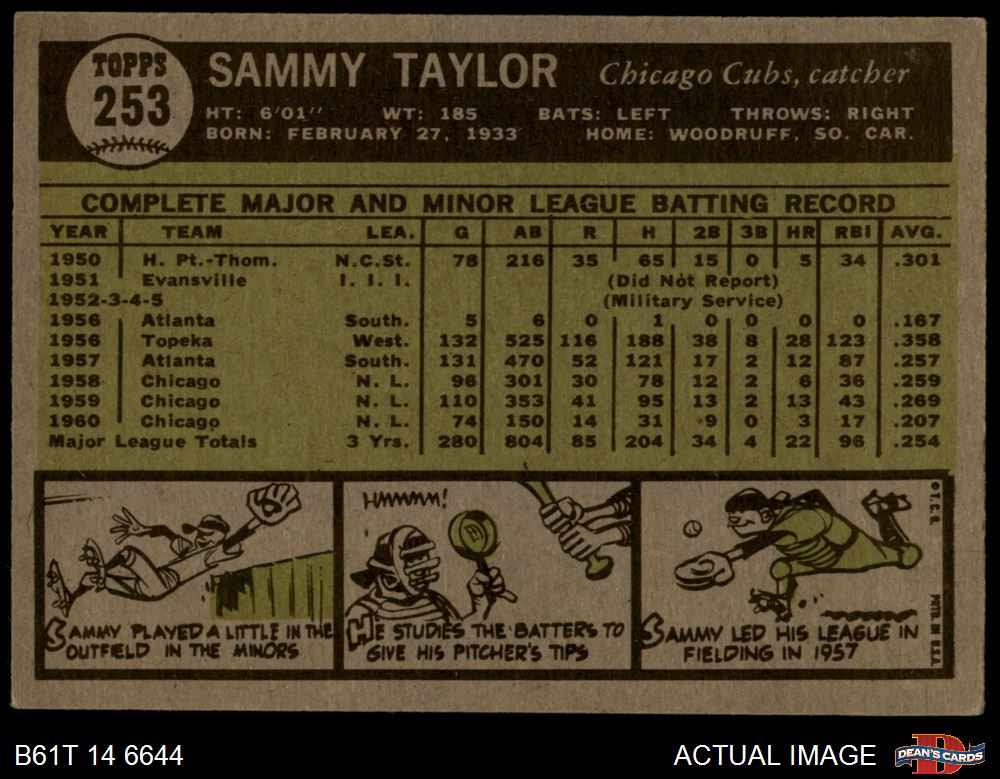 TOPPS
253
SAMMY TAYLOR Chicago Cubs, catcher
HT: 6'01" WT: 185 BATS: LEFT THROWS: RIGHT
BORN: FEBRUARY 27, 1933 HOME: WOODRUFF, SO. CAR.
COMPLETE MAJOR AND MINOR LEAGUE BATTING RECORD
YEAR TEAM LEA. G AB R H 2B 3B HR RBI AVG.
1950 H. Pt.-Thom. N.C.St. 78 216 35 65 15 0 5 34 .301
1951 Evansville I. I. I. (Did Not Report)
1952-3-4-5 (Military Service)
1956 Atlanta South. 5 6 0 1 0 0 0 0 .167
1956 Topeka West. 132 525 116 188 38 8 28 123 .358
1957 Atlanta South. 131 470 52 121 17 2 12 87 .257
1958 Chicago N. L. 96 301 30 78 12 2 6 36 .259
1959 Chicago N. L. 110 353 41 95 13 2 13 43 .269
1960 Chicago N. L. 74 150 14 31 9 0 3 17 .207
Major League Totals 3 Yrs. 280 804 85 204 34 4 22 96 .254
SAMMY PLAYED A LITTLE IN THE
OUTFIELD IN THE MINORS
HMMMM!
HE STUDIES THE BATTERS TO
GIVE HIS PITCHER'S TIPS
SAMMY LED HIS LEAGUE IN
FIELDING IN 1957
© T. C. G.
PRTD. IN U.S.A.
B61T 14 6644
ACTUAL IMAGE
DEAN'S CARDS